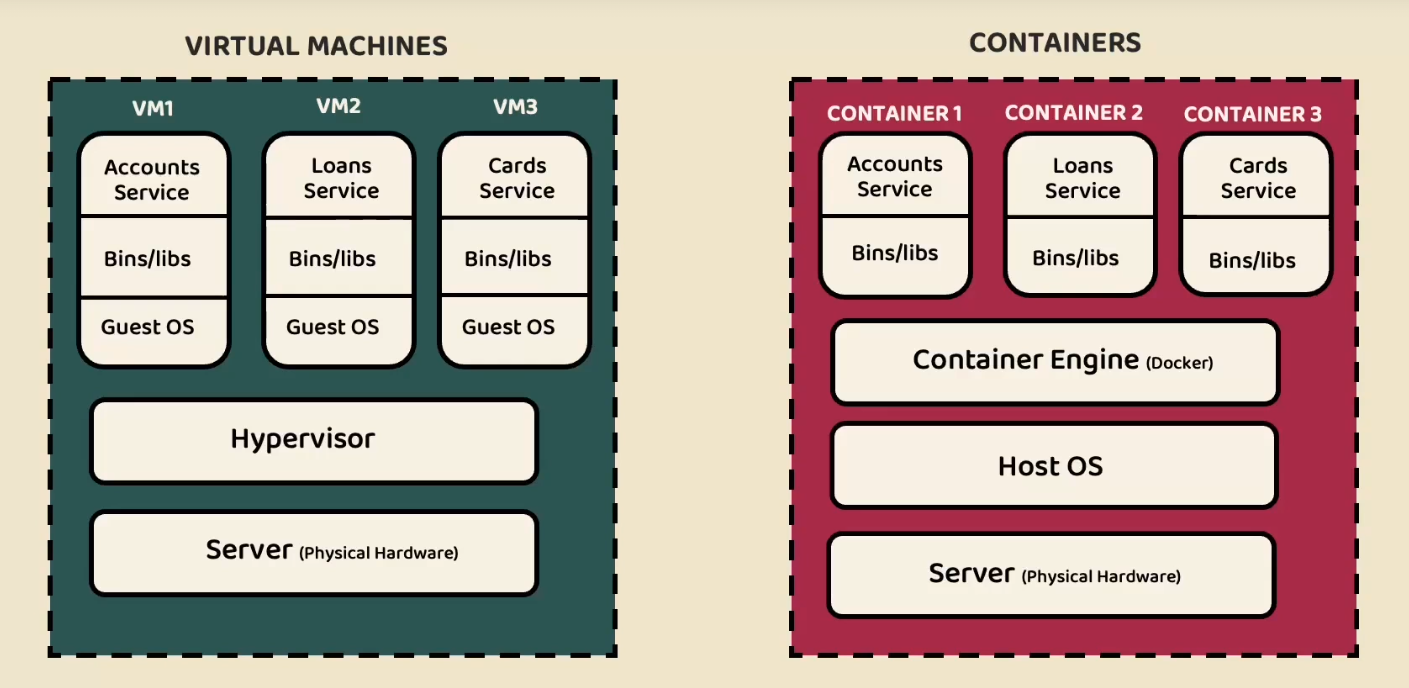 VIRTUAL MACHINES
VM1
VM2
VM3
Accounts
Service
Loans
Service
Cards
Service
Bins/libs
Bins/libs
Bins/libs
Guest OS
Guest OS
Guest OS
Hypervisor
Server (Physical Hardware)
CONTAINERS
CONTAINER 1
CONTAINER 2
CONTAINER 3
Accounts
Service
Loans
Service
Cards
Service
Bins/libs
Bins/libs
Bins/libs
Container Engine (Docker)
Host OS
Server (Physical Hardware)